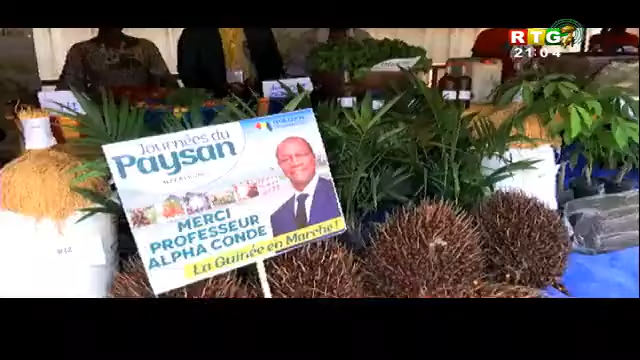 RTG
21:04
Journées du
Paysan
MERCI
PROFESSEUR
ALPHA CONDE
La Guinée en Marche !